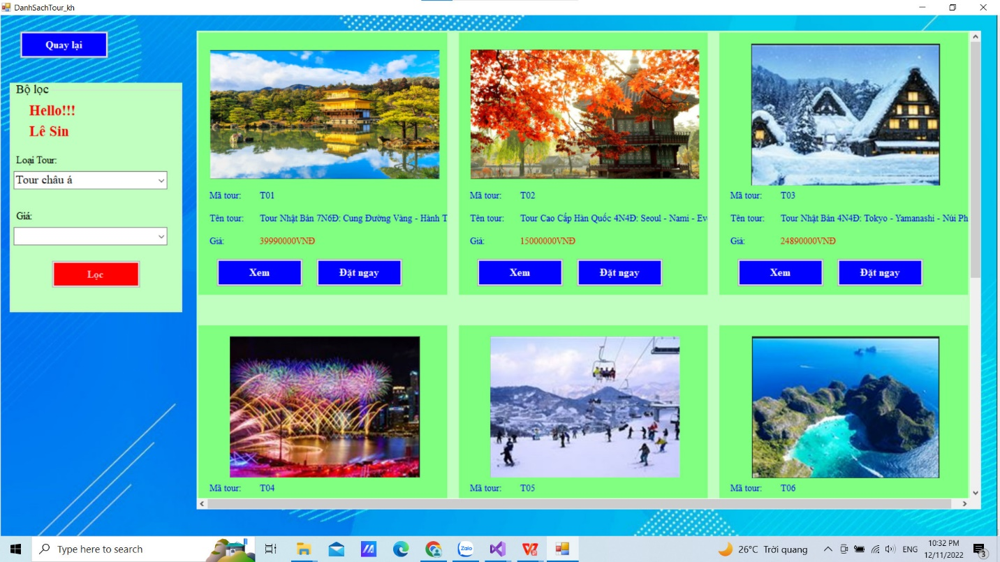 DanhSachTour_kh
Quay lại
Bộ lọc
Hello!!!
Lê Sin
Loại Tour:
Tour châu á
Giá:
Lọc
Mã tour: T01
Tên tour: Tour Nhật Bản 7N6Đ: Cung Đường Vàng - Hành T
Giá: 39990000VNĐ
Xem Đặt ngay
Mã tour: T02
Tên tour: Tour Cao Cấp Hàn Quốc 4N4Đ: Seoul - Nami - Ev
Giá: 15000000VNĐ
Xem Đặt ngay
Mã tour: T03
Tên tour: Tour Nhật Bản 4N4Đ: Tokyo - Yamanashi - Núi Ph
Giá: 24890000VNĐ
Xem Đặt ngay
Mã tour: T04
Mã tour: T05
Mã tour: T06
Type here to search
Zalo
26°C Trời quang
ENG
10:32 PM
12/11/2022
3